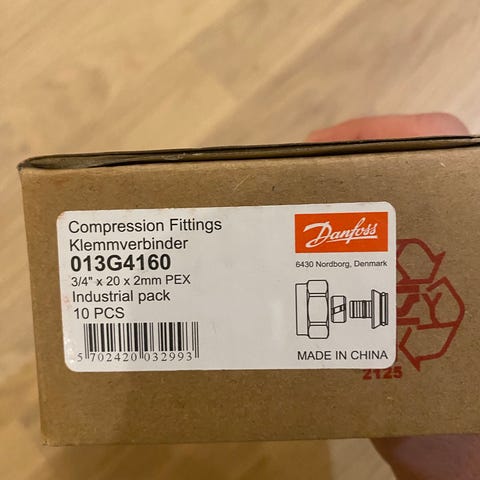 Compression Fittings
Klemmverbinder
013G4160
3/4" x 20 x 2mm PEX
Industrial pack
10 PCS
5 702420 032993
Danfoss
6430 Nordborg, Denmark
MADE IN CHINA
2125